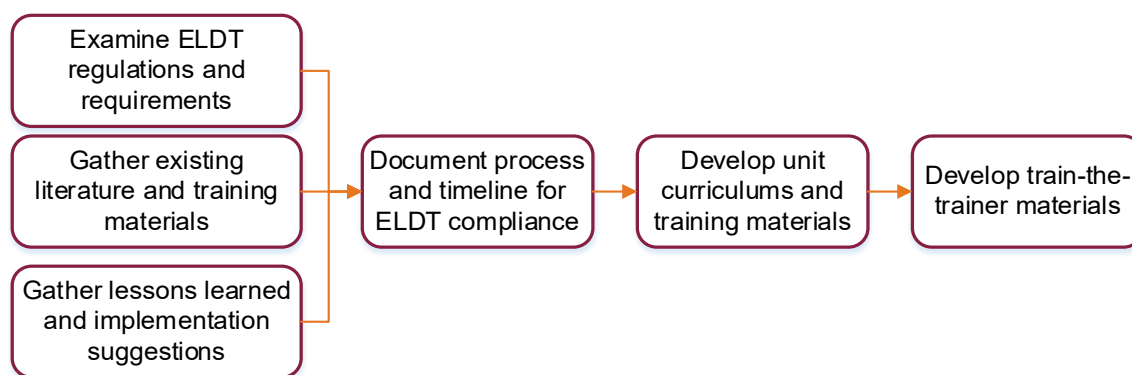 Examine ELDT
regulations and
requirements
Gather existing
literature and training
materials
Gather lessons learned
and implementation
suggestions
Document process
and timeline for
ELDT compliance
Develop unit
curriculums and
training materials
Develop train-the-
trainer materials